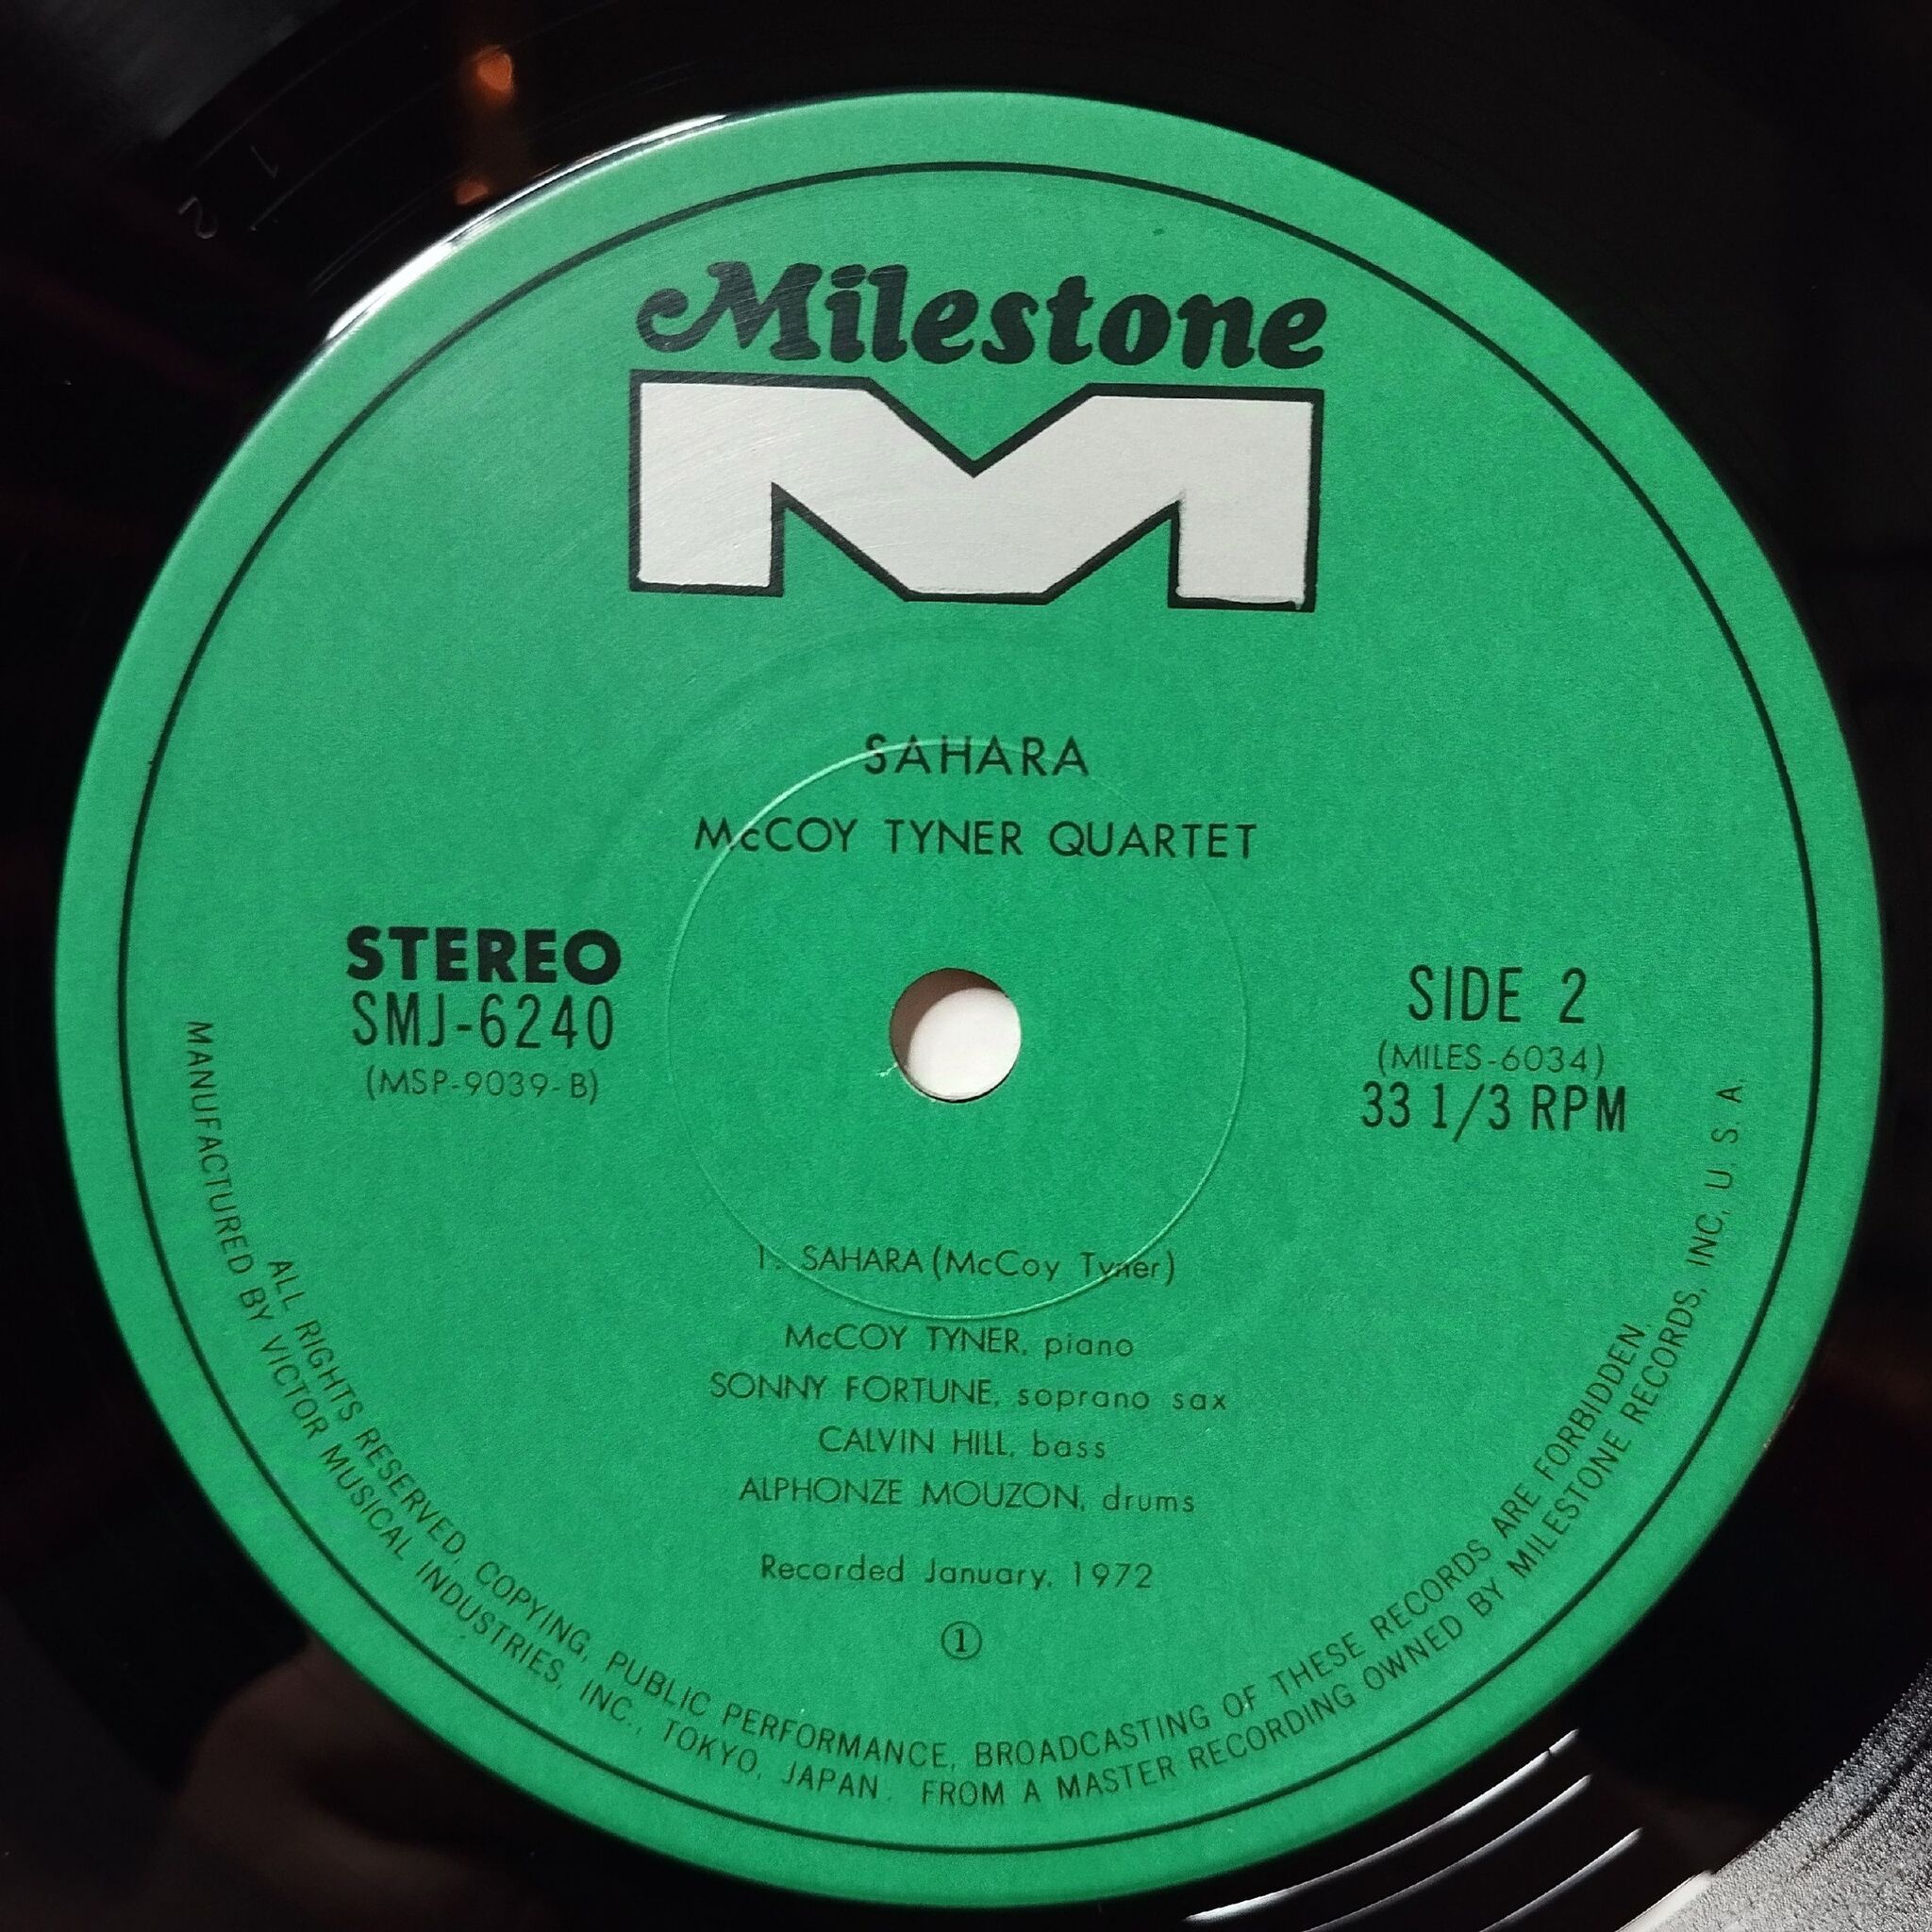 Milestone
SAHARA
McCOY TYNER QUARTET
STEREO
SMJ-6240
(MSP-9039-B)
SIDE 2
(MILES-6034)
33 1/3 RPM
1. SAHARA (McCoy Tyner)
McCOY TYNER, piano
SONNY FORTUNE, soprano sax
CALVIN HILL, bass
ALPHONZE MOUZON, drums
Recorded January, 1972
①
ALL RIGHTS RESERVED, COPYING, PUBLIC PERFORMANCE, BROADCASTING OF THESE RECORDS ARE FORBIDDEN.
MANUFACTURED BY VICTOR MUSICAL INDUSTRIES, INC., TOKYO, JAPAN. FROM A MASTER RECORDING OWNED BY MILESTONE RECORDS, INC, U. S. A.